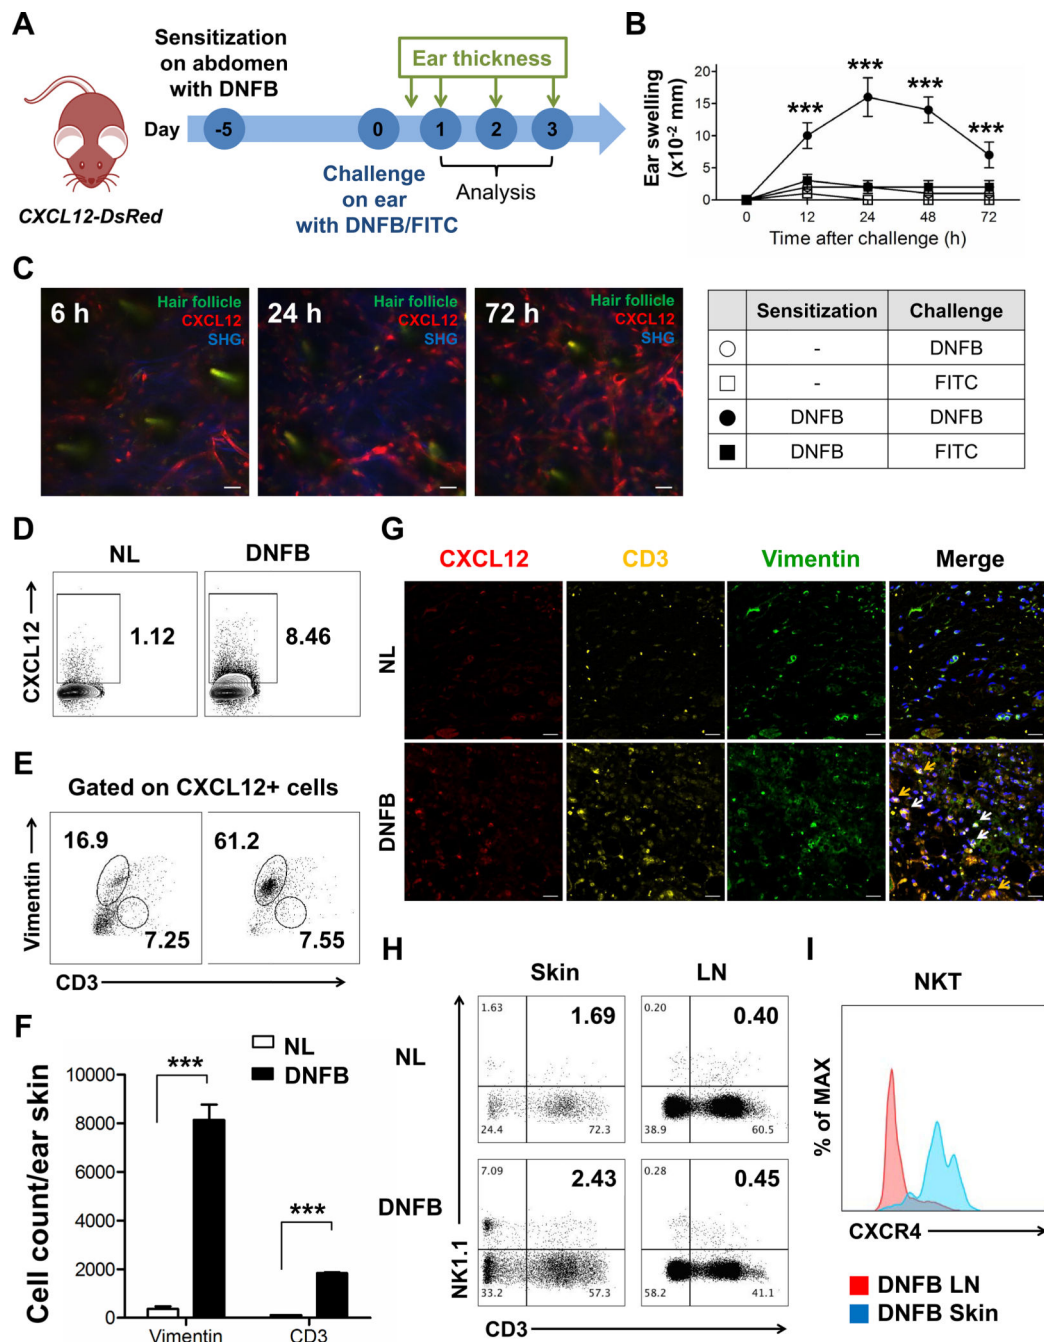 A
Sensitization
on abdomen
with DNFB
Ear thickness
Day
-5
0
1
2
3
Challenge
on ear
with DNFB/FITC
Analysis
CXCL12-DsRed
B
Ear swelling
(x10-2 mm)
20
15
10
5
0
***
***
***
***
0
12
24
48
72
Time after challenge (h)
C
6 h
Hair follicle
CXCL12
SHG
24 h
Hair follicle
CXCL12
SHG
72 h
Hair follicle
CXCL12
SHG
Sensitization
Challenge
-
DNFB
-
FITC
DNFB
DNFB
DNFB
FITC
D
NL
DNFB
CXCL12
1.12
8.46
E
Gated on CXCL12+ cells
Vimentin
16.9
7.25
61.2
7.55
CD3
F
NL
DNFB
Cell count/ear skin
10000
8000
6000
4000
2000
0
***
***
Vimentin
CD3
G
CXCL12
CD3
Vimentin
Merge
NL
DNFB
H
Skin
LN
NL
1.63
1.69
24.4
72.3
0.20
0.40
38.9
60.5
DNFB
7.09
2.43
33.2
57.3
0.28
0.45
58.2
41.1
NK1.1
CD3
I
NKT
% of MAX
CXCR4
DNFB LN
DNFB Skin